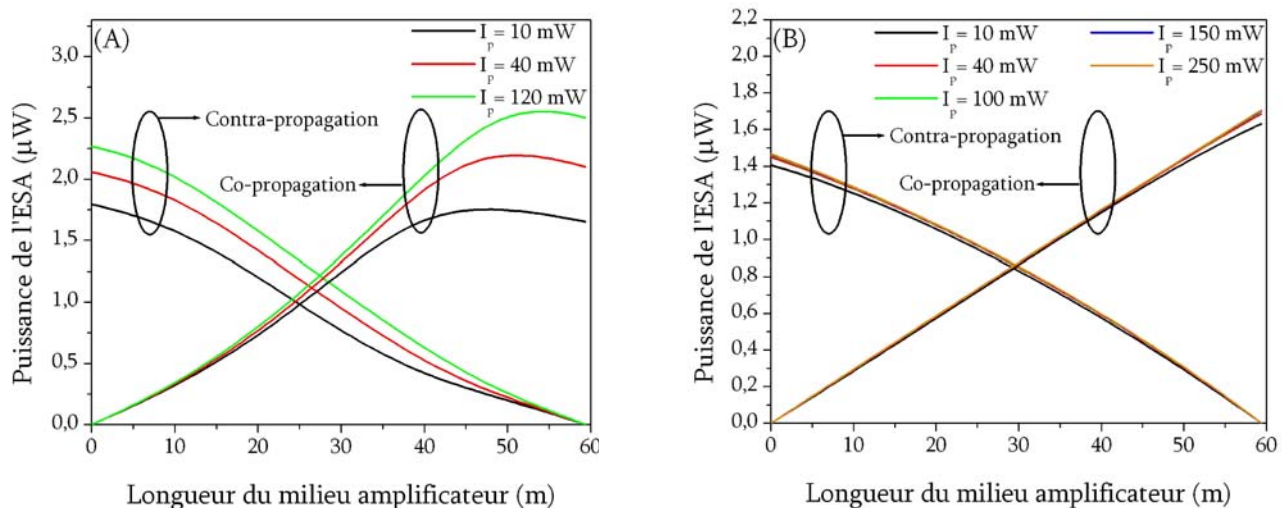 (A)
I_p = 10 mW
I_p = 40 mW
I_p = 120 mW
Contra-propagation
Co-propagation
Puissance de l'ESA (µW)
3,0
2,5
2,0
1,5
1,0
0,5
0,0
0 10 20 30 40 50 60
Longueur du milieu amplificateur (m)
(B)
I_p = 10 mW
I_p = 40 mW
I_p = 100 mW
I_p = 150 mW
I_p = 250 mW
Contra-propagation
Co-propagation
Puissance de l'ESA (µW)
2,2
2,0
1,8
1,6
1,4
1,2
1,0
0,8
0,6
0,4
0,2
0,0
0 10 20 30 40 50 60
Longueur du milieu amplificateur (m)